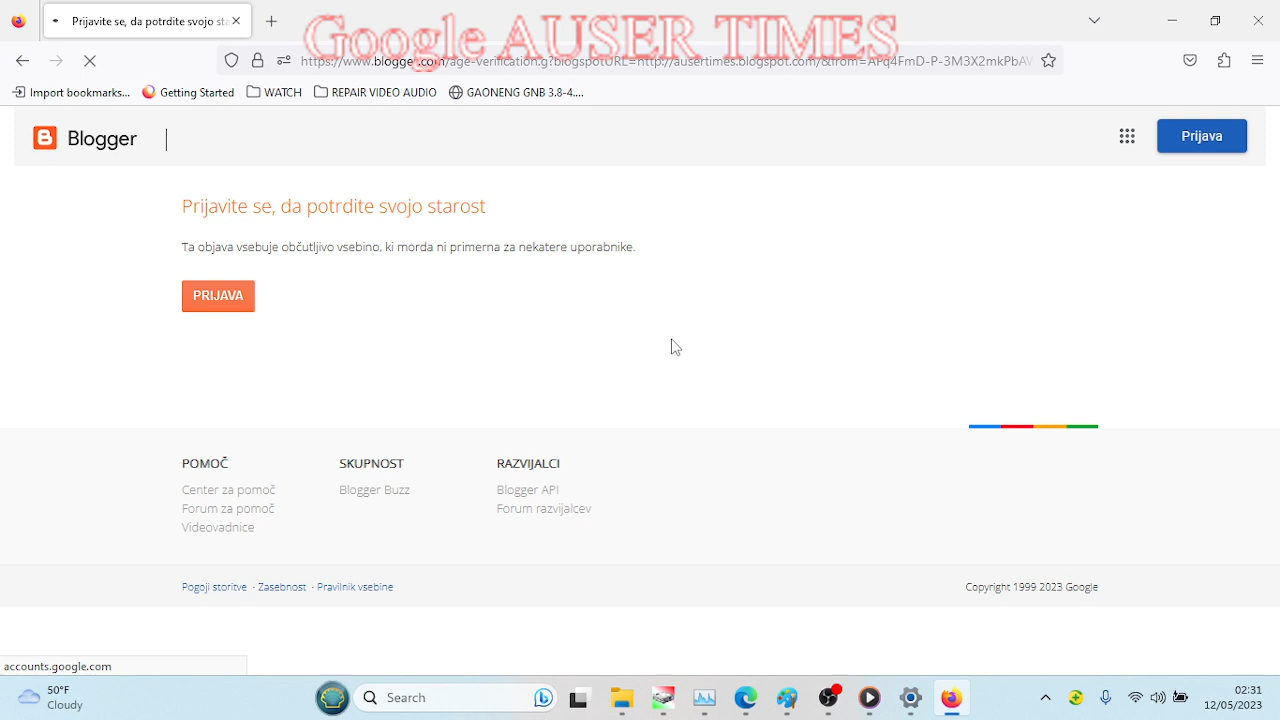 Google AUSER TIMES
Prijavite se, da potrdite svojo sta
https://www.blogger.com/age-verification.g?blogspotURL=http://ausertimes.blogspot.com/&from=APq4FmD-P-3M3X2mkPbAW
Import bookmarks...
Getting Started
WATCH
REPAIR VIDEO AUDIO
GAONENG GNB 3.8-4....
Blogger
Prijava
Prijavite se, da potrdite svojo starost
Ta objava vsebuje občutljivo vsebino, ki morda ni primerna za nekatere uporabnike.
PRIJAVA
POMOČ
Center za pomoč
Forum za pomoč
Videovadnice
SKUPNOST
Blogger Buzz
RAZVIJALCI
Blogger API
Forum razvijalcev
Pogoji storitve · Zasebnost · Pravilnik vsebine
Copyright 1999 2023 Google
accounts.google.com
50°F
Cloudy
Search
02:31
12/05/2023